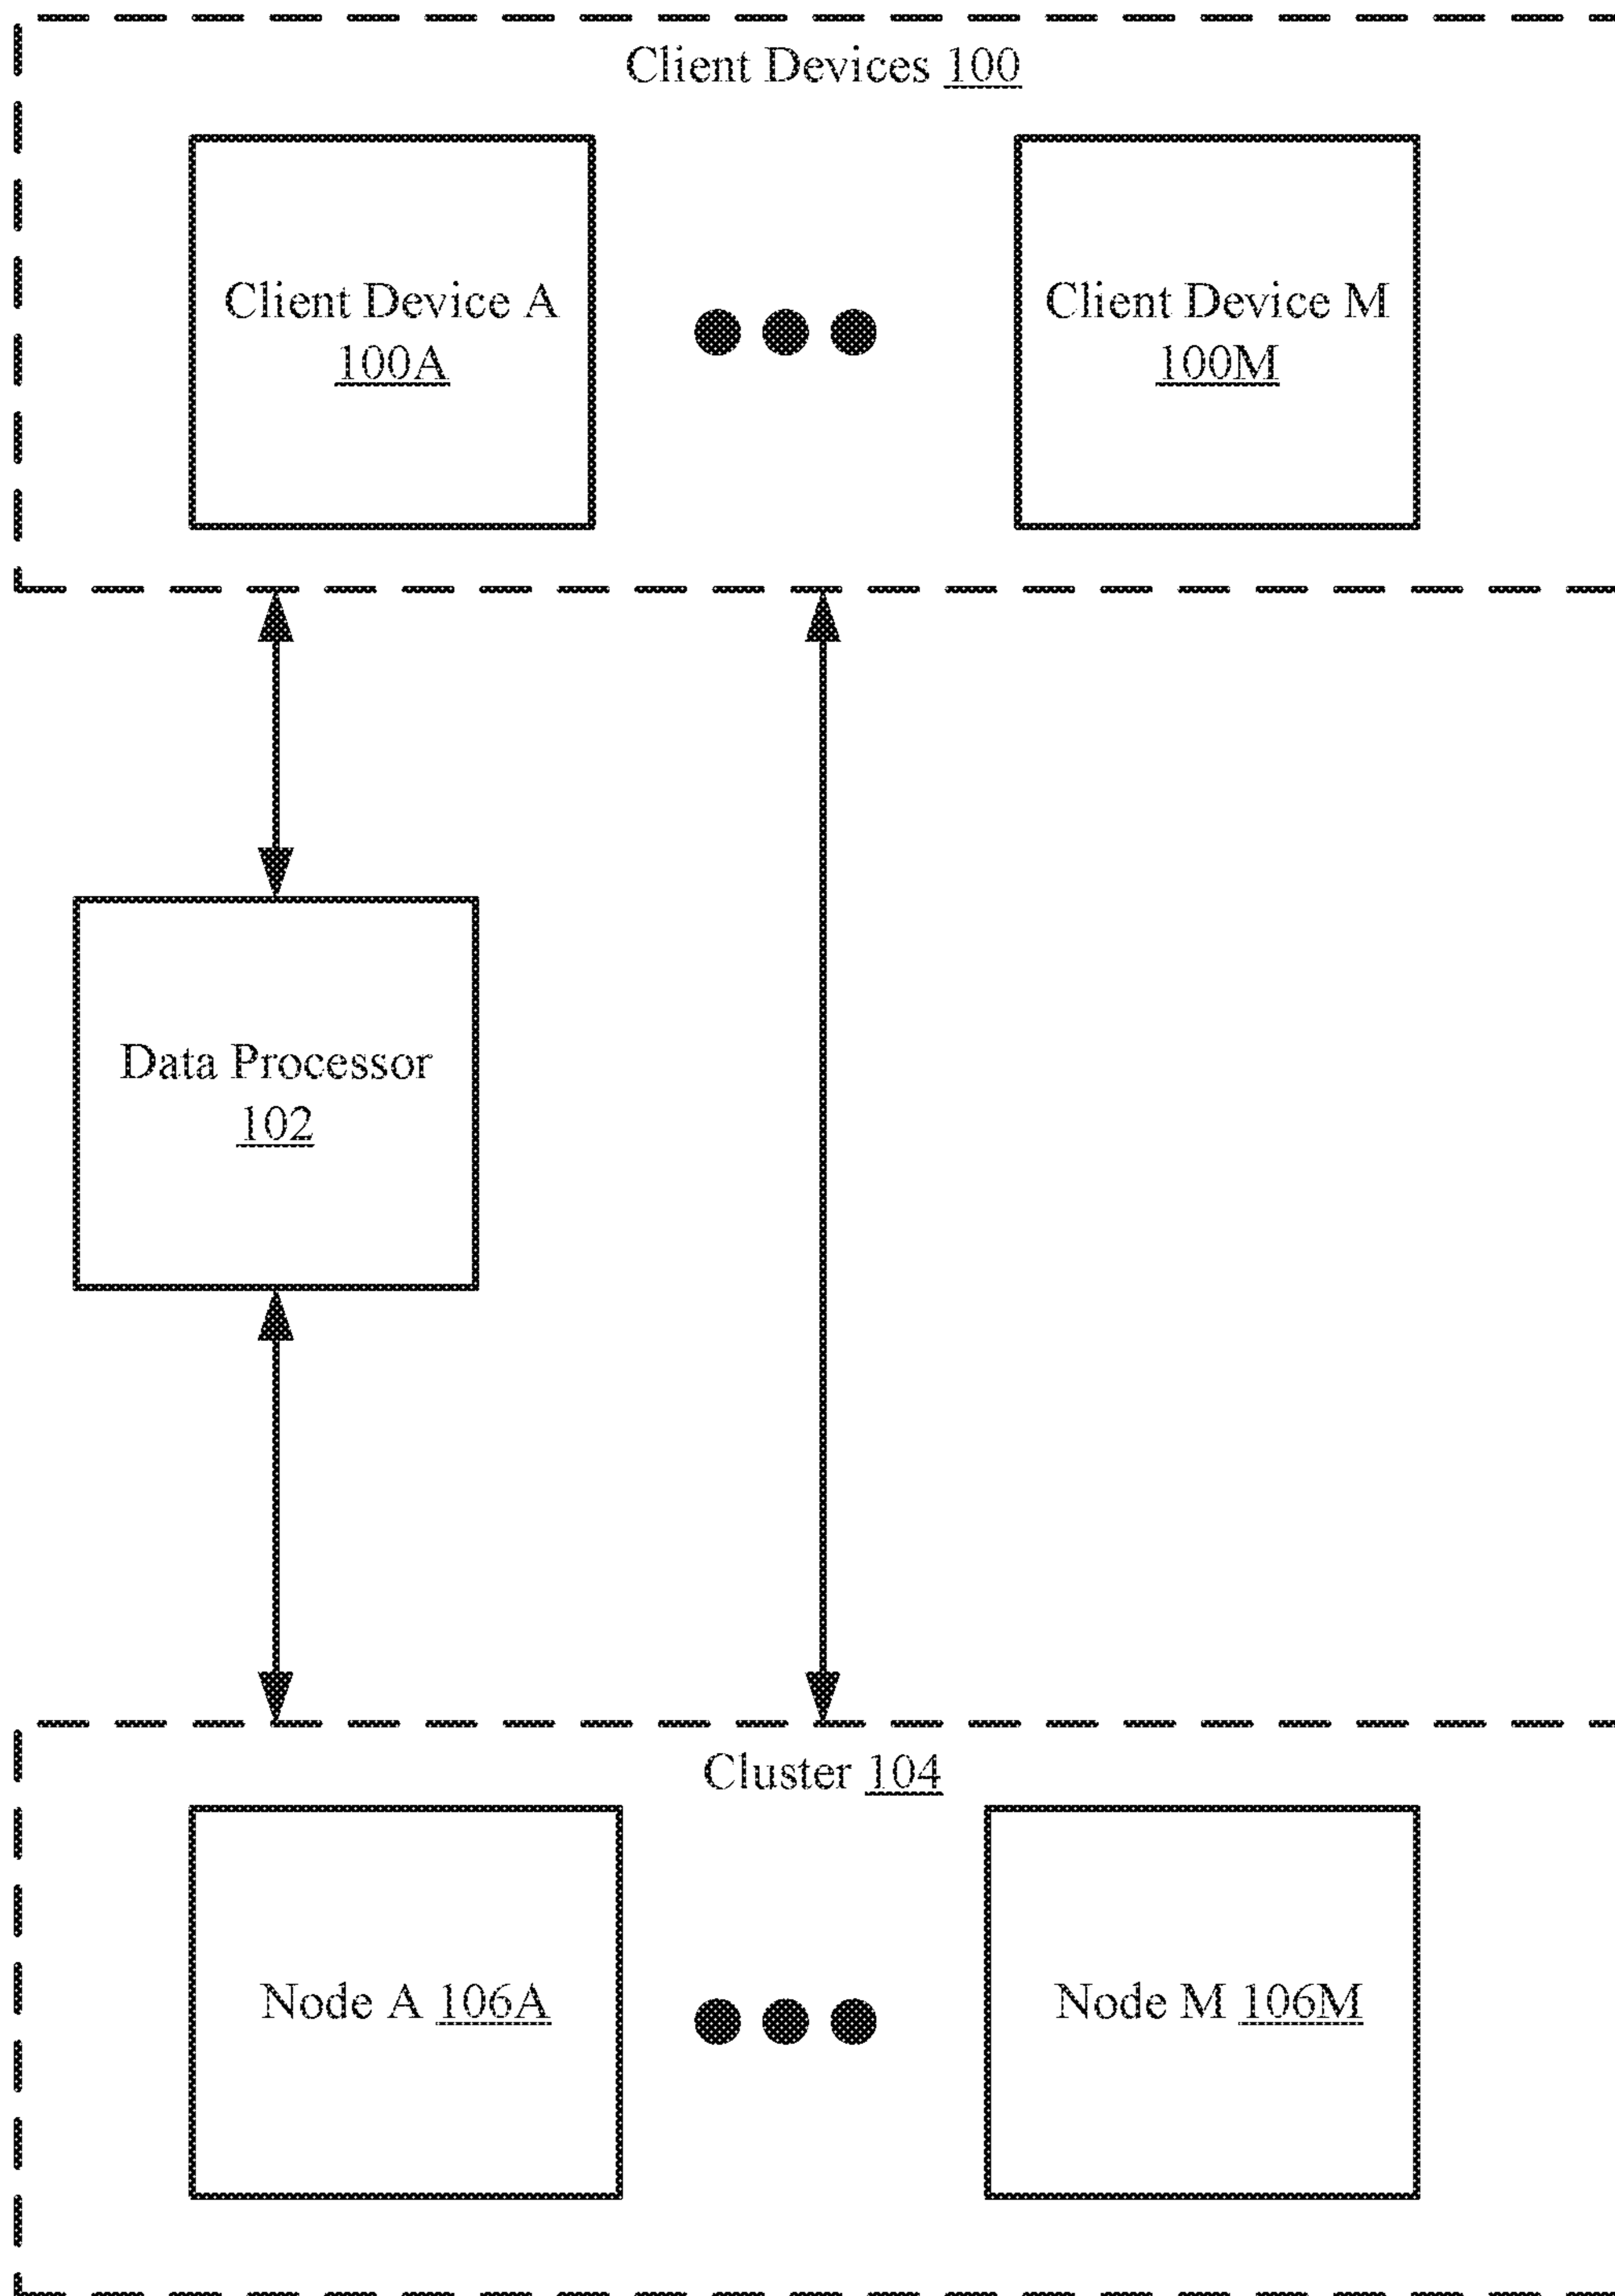 Client Devices 100
Client Device A
100A
Client Device M
100M
Data Processor
102
Cluster 104
Node A 106A
Node M 106M